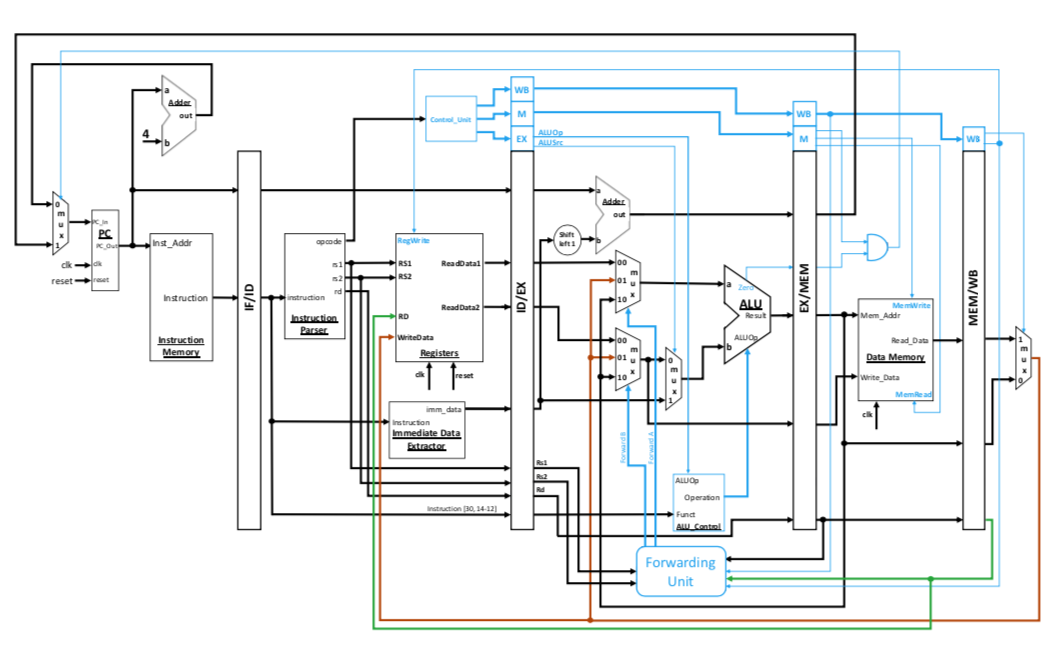 WB
M
EX
Control_Unit
ALUOp
ALUSrc
WB
M
WB
a
Adder
out
4
b
0
m
u
x
1
PC_In
PC
PC_Out
clk
clk
reset
reset
Inst_Addr
Instruction
Instruction
Memory
IF/ID
opcode
rs1
rs2
rd
instruction
Instruction
Parser
RegWrite
RS1
RS2
RD
WriteData
ReadData1
ReadData2
Registers
clk
reset
imm_data
Instruction
Immediate Data
Extractor
Rs1
Rs2
Rd
Instruction [30, 14-12]
ID/EX
a
Adder
out
b
Shift
left 1
00
01
10
m
u
x
00
01
10
m
u
x
0
m
u
x
1
a
Zero
ALU
Result
ALUOp
b
Forward B
Forward A
ALUOp
Operation
Funct
ALU_Control
Forwarding
Unit
EX/MEM
MemWrite
Mem_Addr
Read_Data
Data Memory
Write_Data
MemRead
clk
MEM/WB
1
m
u
x
0